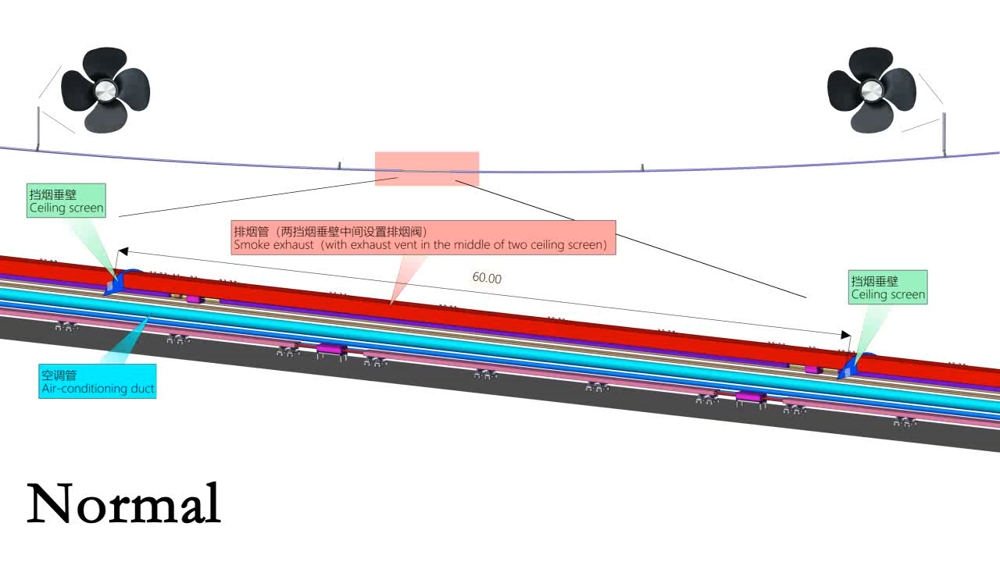 挡烟垂壁
Ceiling screen
排烟管（两挡烟垂壁中间设置排烟阀）
Smoke exhaust（with exhaust vent in the middle of two ceiling screen）
60.00
挡烟垂壁
Ceiling screen
空调管
Air-conditioning duct
Normal